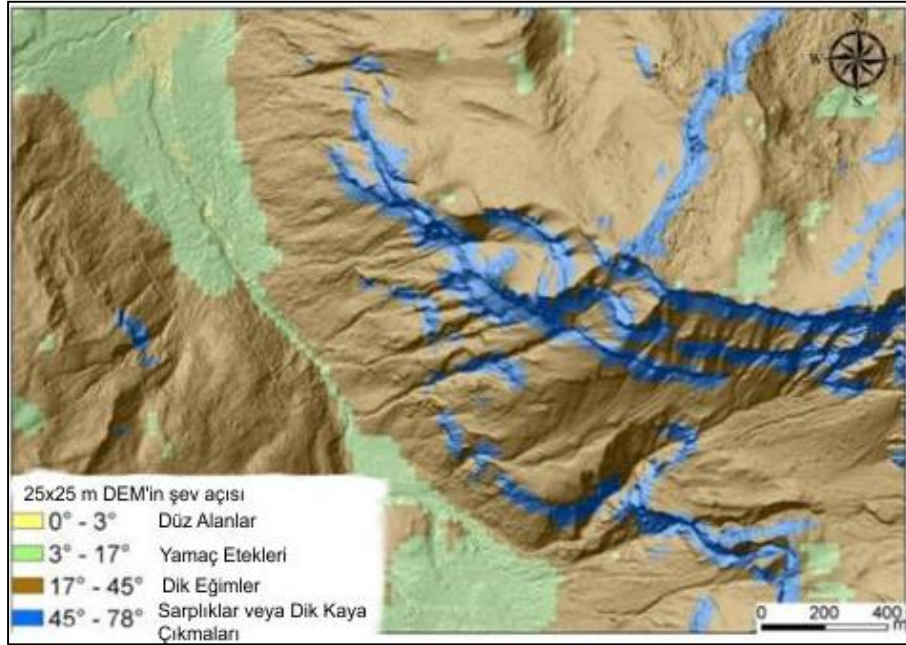 N
W E
S
25x25 m DEM'in şev açısı
0° - 3° Düz Alanlar
3° - 17° Yamaç Etekleri
17° - 45° Dik Eğimler
45° - 78° Sarplıklar veya Dik Kaya
Çıkmaları
0 200 400
m